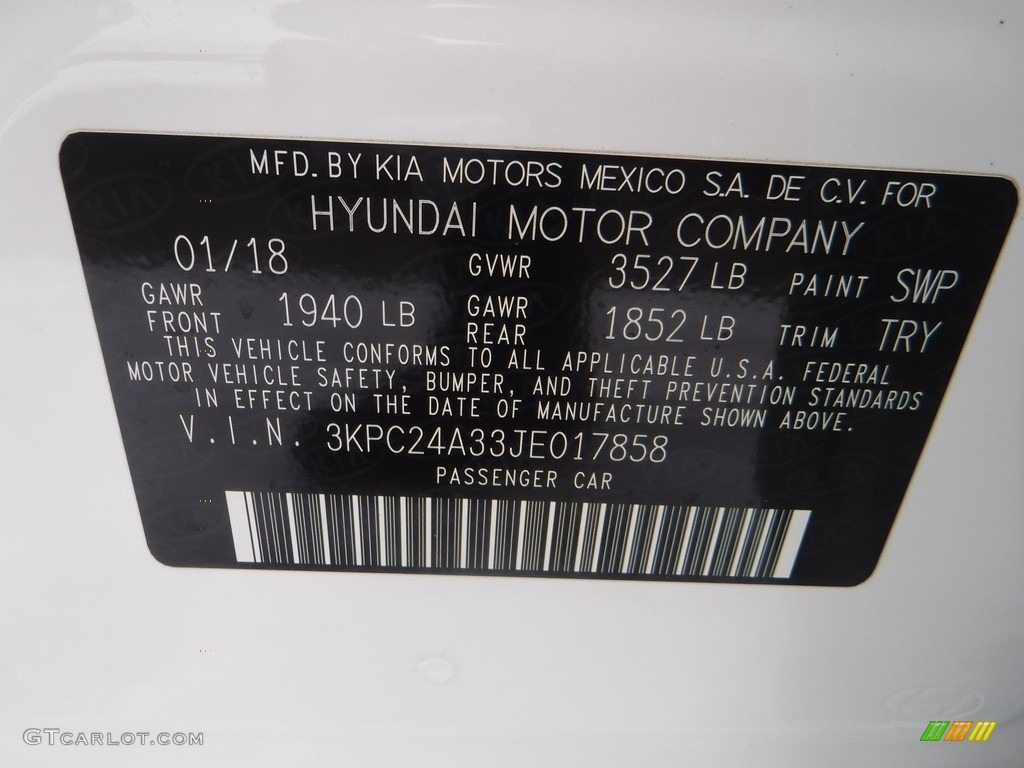 MFD. BY KIA MOTORS MEXICO S.A. DE C.V. FOR
HYUNDAI MOTOR COMPANY
01/18 GVWR 3527 LB PAINT SWP
GAWR FRONT 1940 LB GAWR REAR 1852 LB TRIM TRY
THIS VEHICLE CONFORMS TO ALL APPLICABLE U.S.A. FEDERAL
MOTOR VEHICLE SAFETY, BUMPER, AND THEFT PREVENTION STANDARDS
IN EFFECT ON THE DATE OF MANUFACTURE SHOWN ABOVE.
V.I.N. 3KPC24A33JE017858
PASSENGER CAR
GTCARLOT.COM